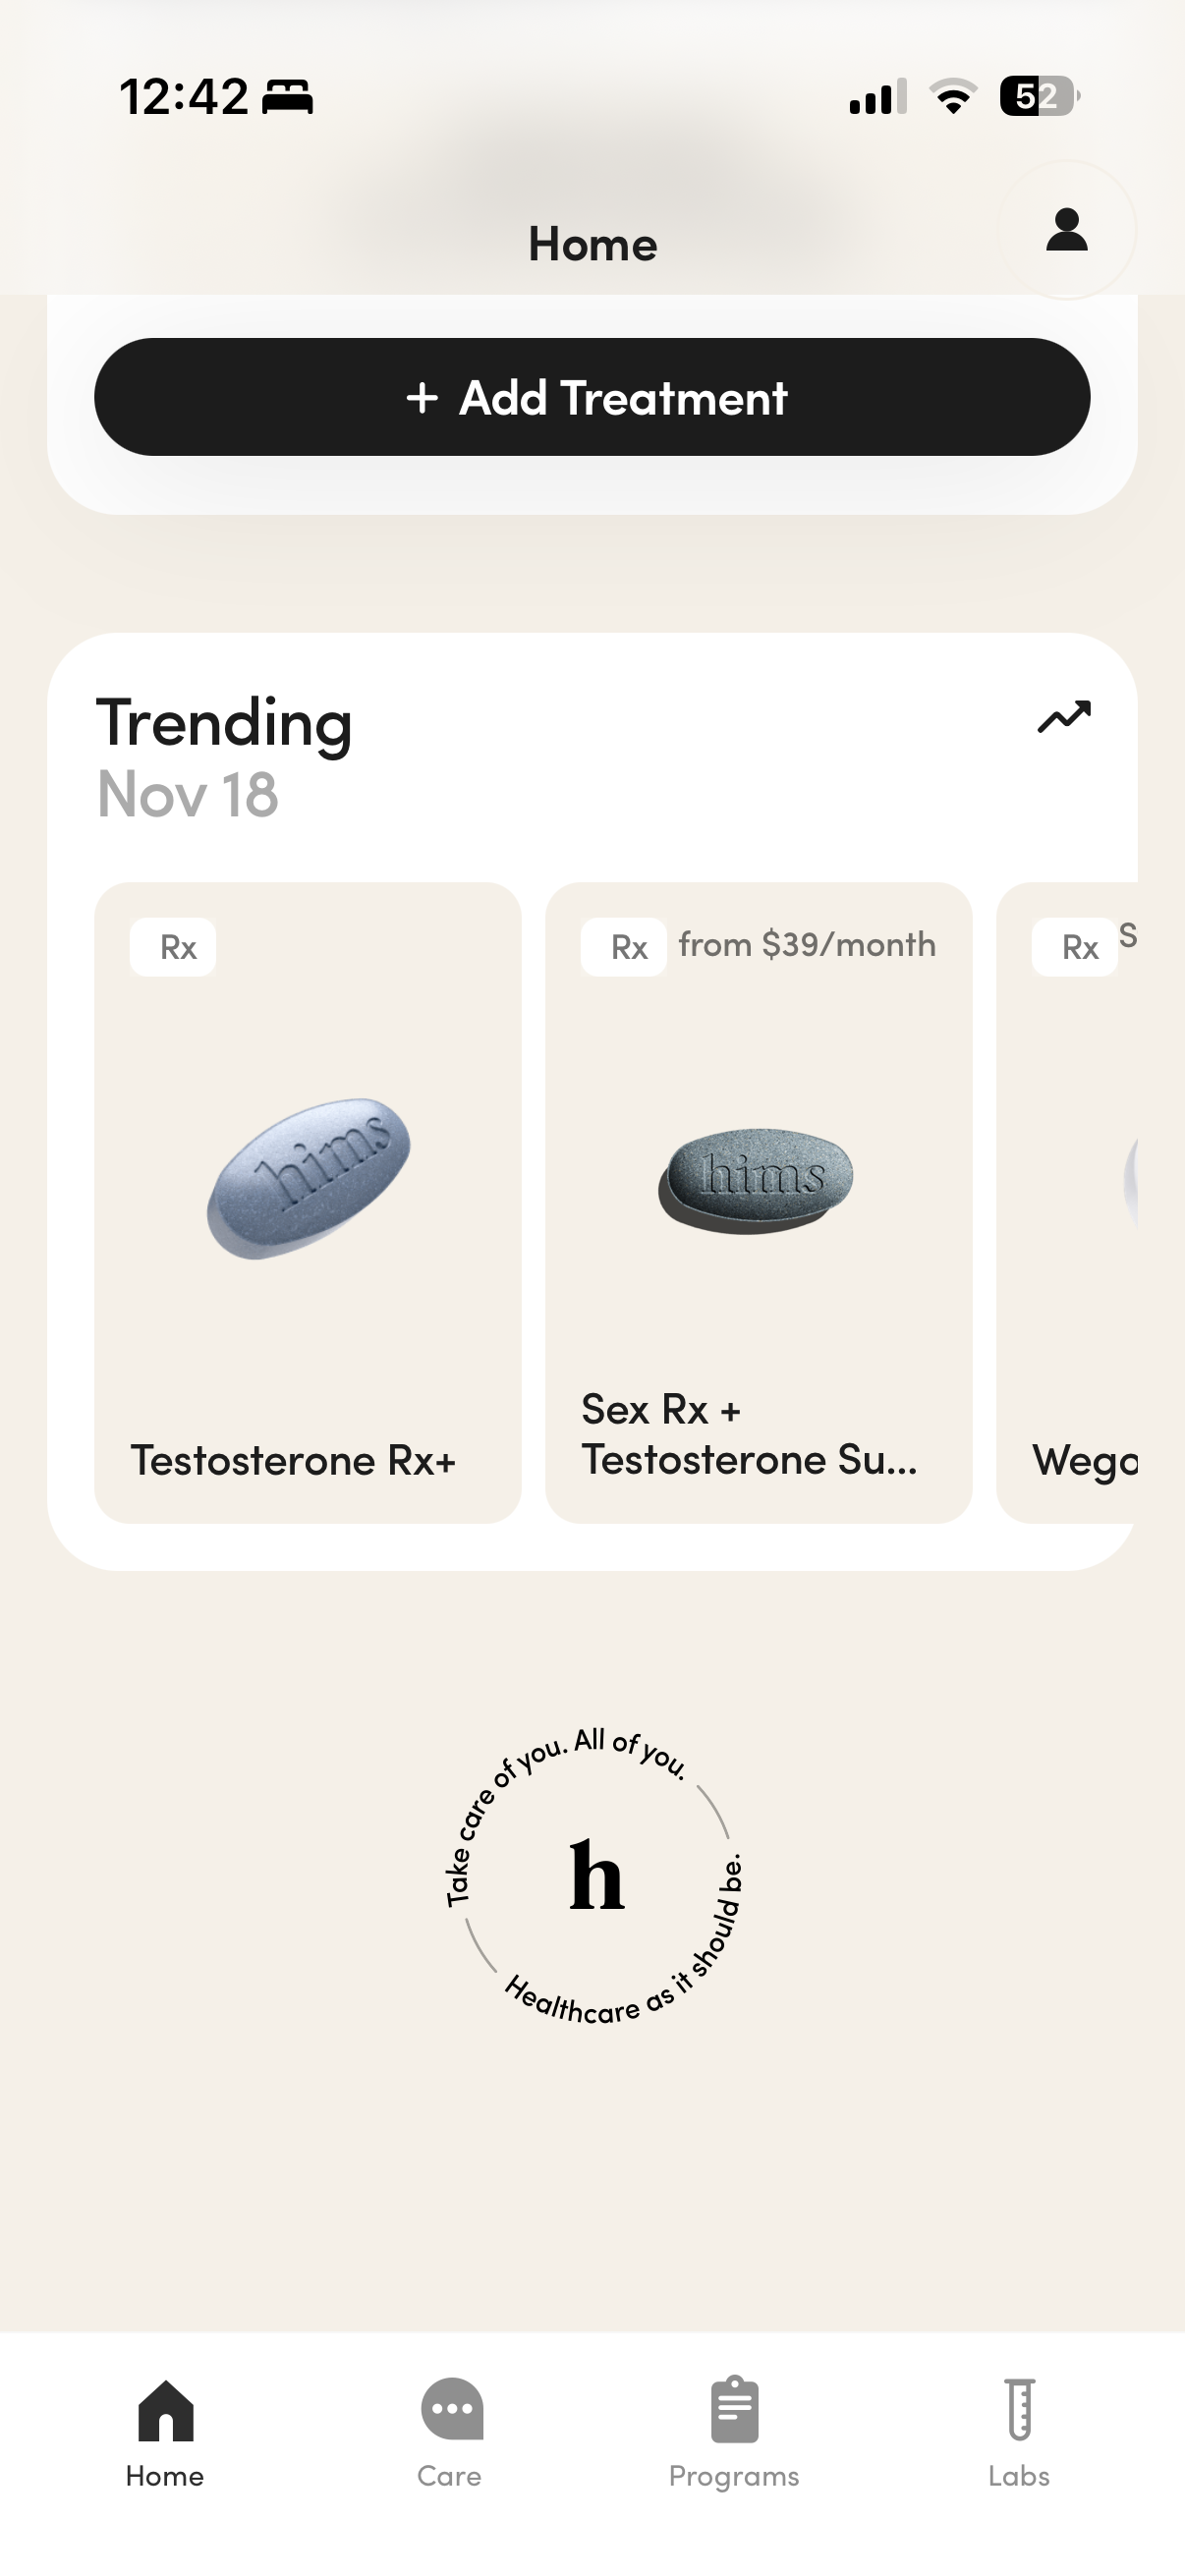 12:42
52
Home
+ Add Treatment
Trending
Nov 18
Rx
hims
Testosterone Rx+
Rx from $39/month
hims
Sex Rx +
Testosterone Su...
Rx S
Wego
Take care of you. All of you.
h
Healthcare as it should be.
Home
Care
Programs
Labs